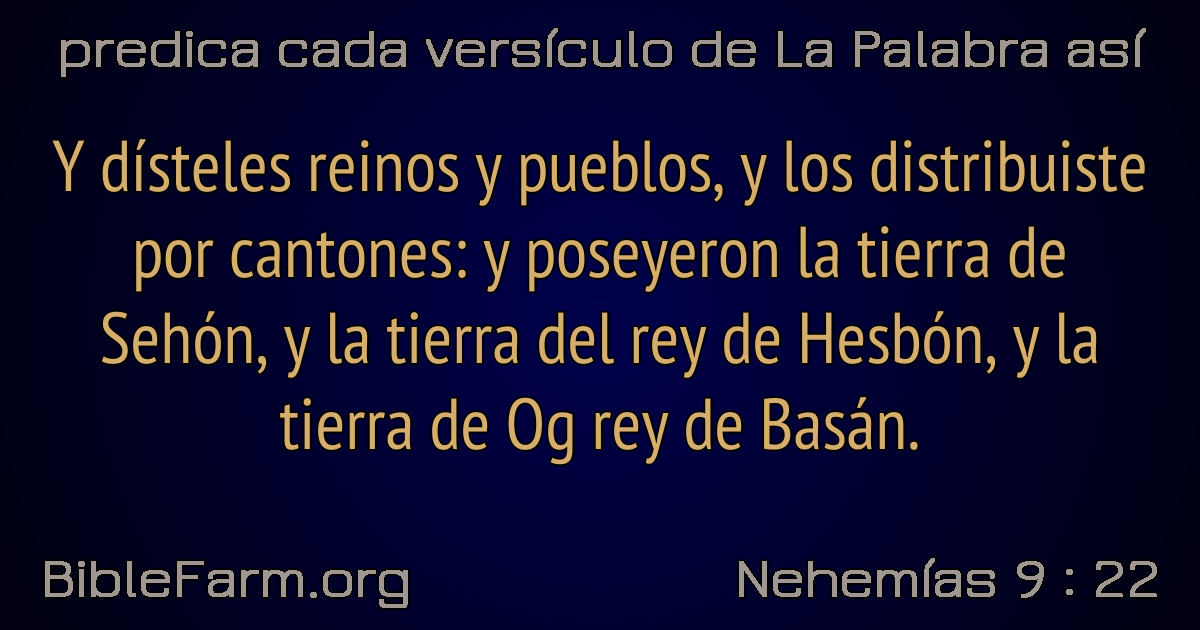 predica cada versículo de La Palabra así
Y dísteles reinos y pueblos, y los distribuiste
por cantones: y poseyeron la tierra de
Sehón, y la tierra del rey de Hesbón, y la
tierra de Og rey de Basán.
BibleFarm.org
Nehemías 9 : 22